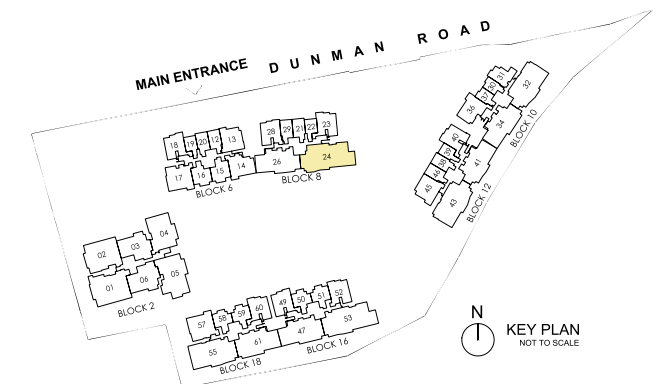 DUNMAN ROAD
MAIN ENTRANCE
18 19 20 12 13
17 16 15 14
BLOCK 6
28 29 21 22 23
26 24
BLOCK 8
31
30
37
36
32
34
BLOCK 10
40
39
38
46
45
41
43
BLOCK 12
02 03 04
01 06 05
BLOCK 2
57 58 59 60
55 61
BLOCK 18
49 50 51 52
47 53
BLOCK 16
N
KEY PLAN
NOT TO SCALE